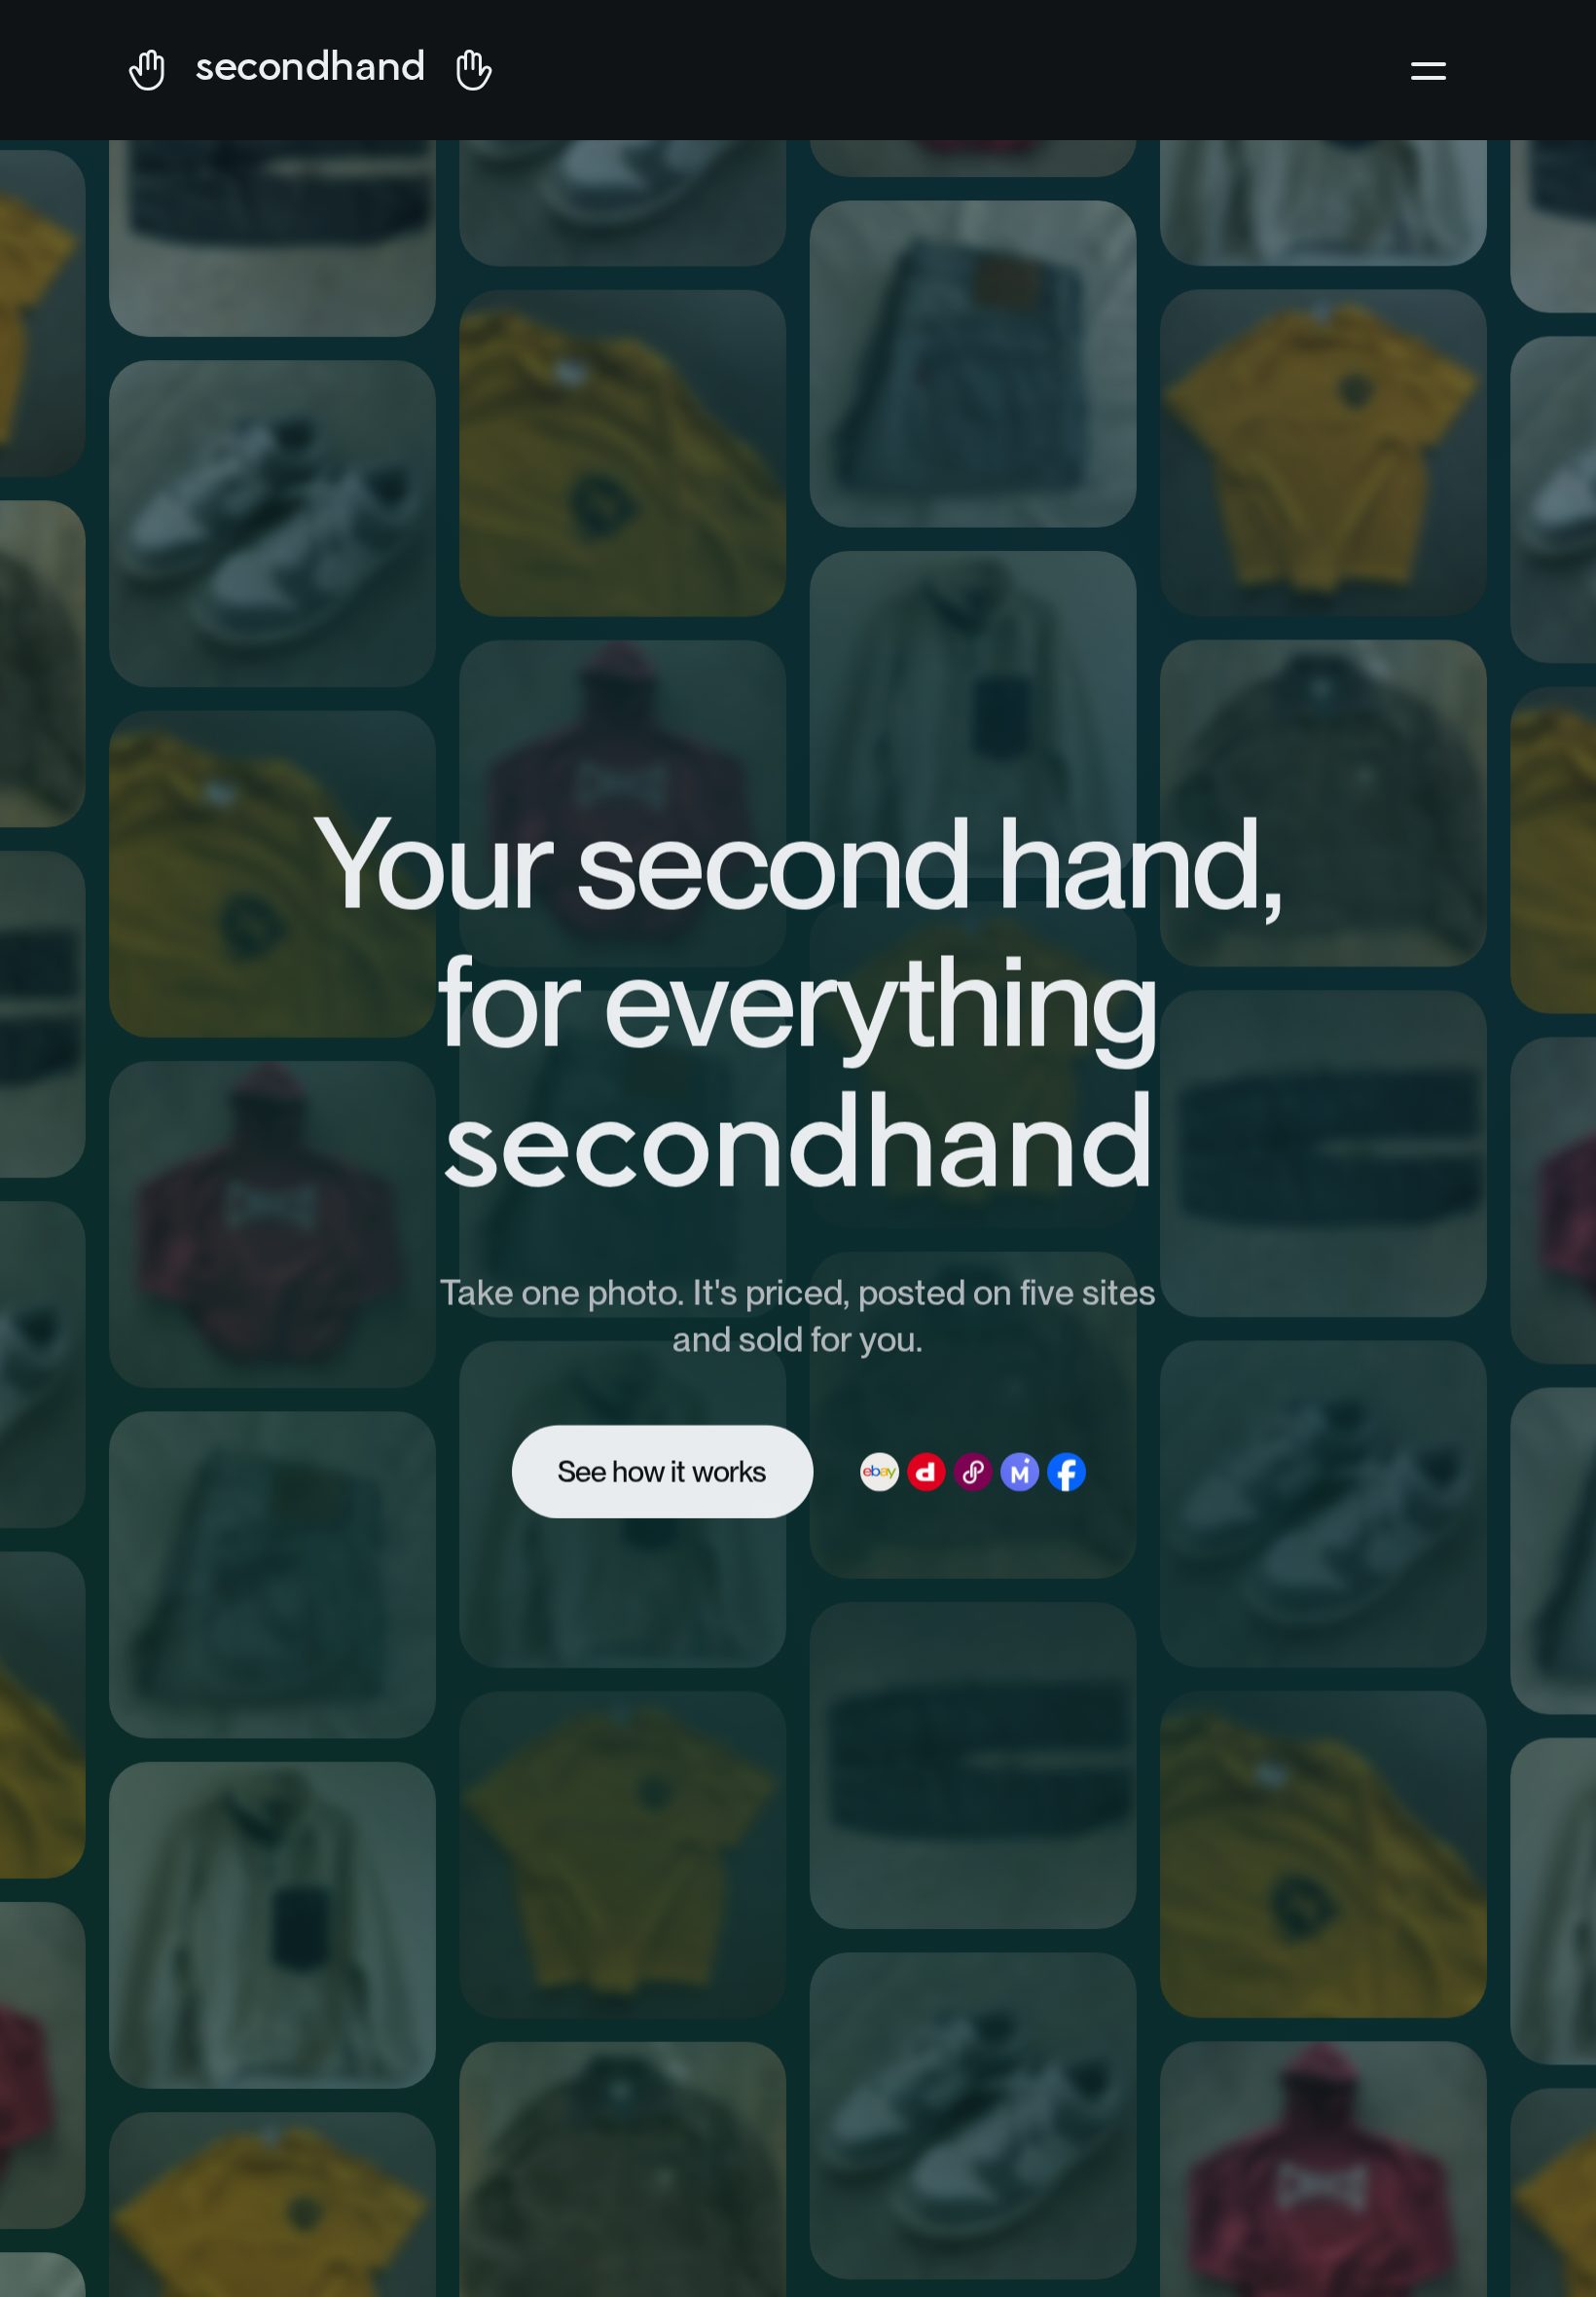 secondhand
Your second hand,
for everything
secondhand
Take one photo. It's priced, posted on five sites
and sold for you.
See how it works
ebay